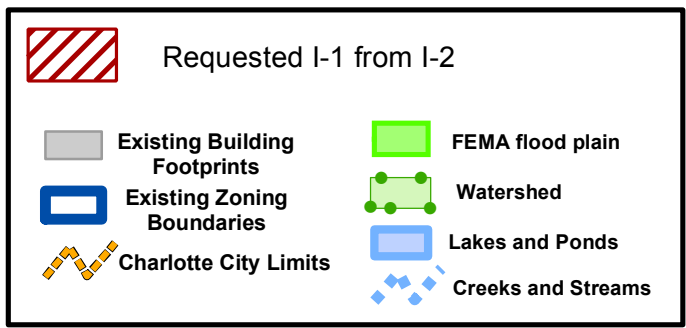 Requested I-1 from I-2
Existing Building
Footprints
Existing Zoning
Boundaries
Charlotte City Limits
FEMA flood plain
Watershed
Lakes and Ponds
Creeks and Streams